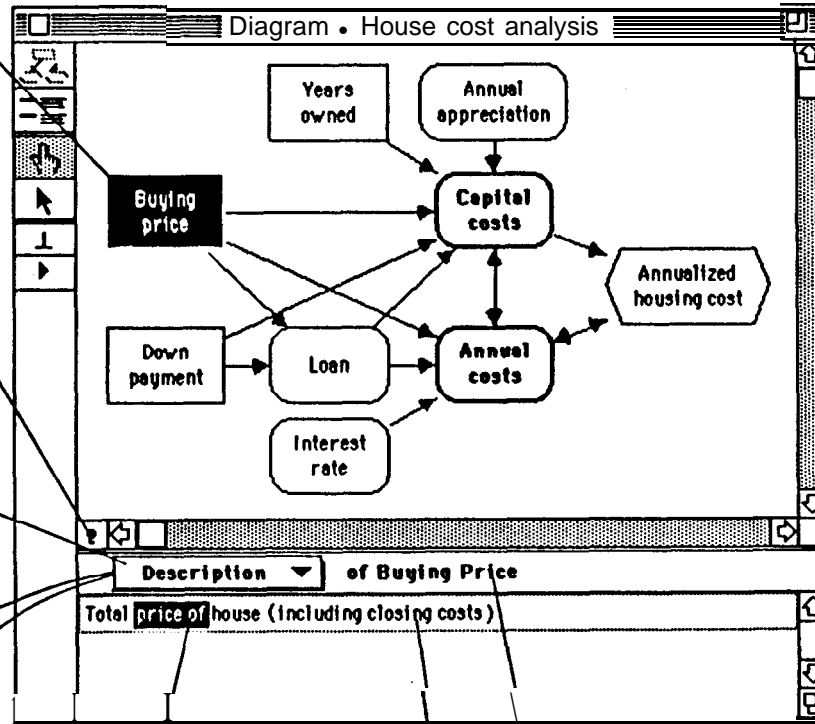 Diagram • House cost analysis
Years
owned
Annual
appreciation
Buying
price
Capital
costs
Annualized
housing cost
Down
payment
Loan
Annual
costs
Interest
rate
?
Description ▼ of Buying Price
Total price of house (including closing costs)